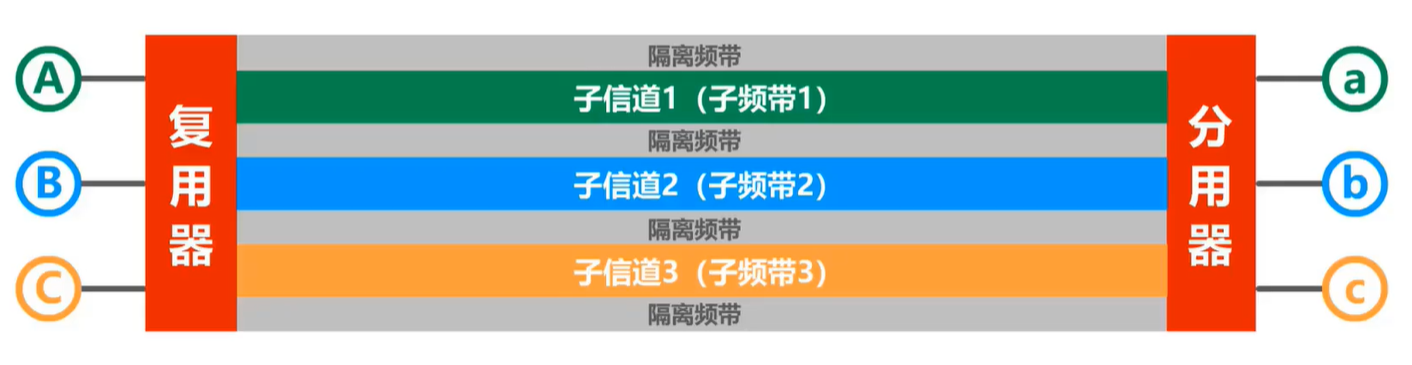 隔离频带
A
子信道1（子频带1）
a
复用器
分用器
隔离频带
B
子信道2（子频带2）
b
隔离频带
C
子信道3（子频带3）
c
隔离频带